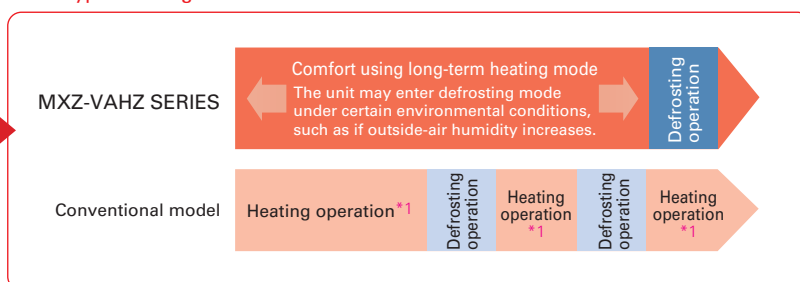 MXZ-VAHZ SERIES
Comfort using long-term heating mode
The unit may enter defrosting mode
under certain environmental conditions,
such as if outside-air humidity increases.
Defrosting
operation
Conventional model
Heating operation*1
Defrosting
operation
Heating
operation
*1
Defrosting
operation
Heating
operation
*1